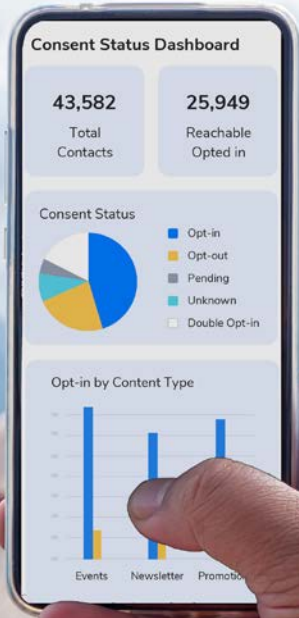 Consent Status Dashboard
43,582
Total
Contacts
25,949
Reachable
Opted in
Consent Status
Opt-in
Opt-out
Pending
Unknown
Double Opt-in
Opt-in by Content Type
Events
Newsletter